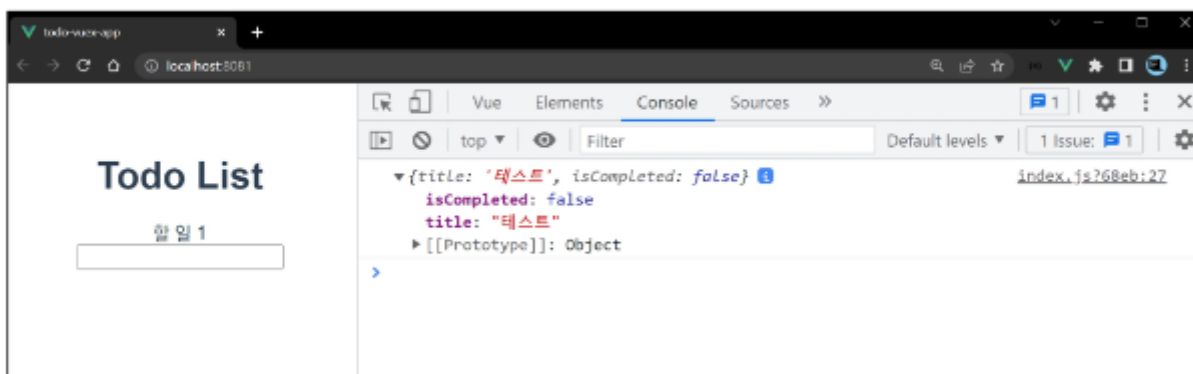 todo-vuex-app
localhost:8081
Vue Elements Console Sources » 1
top ▼ Filter Default levels ▼ 1 Issue: 1
Todo List
할 일 1
▼{title: '테스트', isCompleted: false} index.js?68eb:27
isCompleted: false
title: "테스트"
▶[[Prototype]]: Object
>